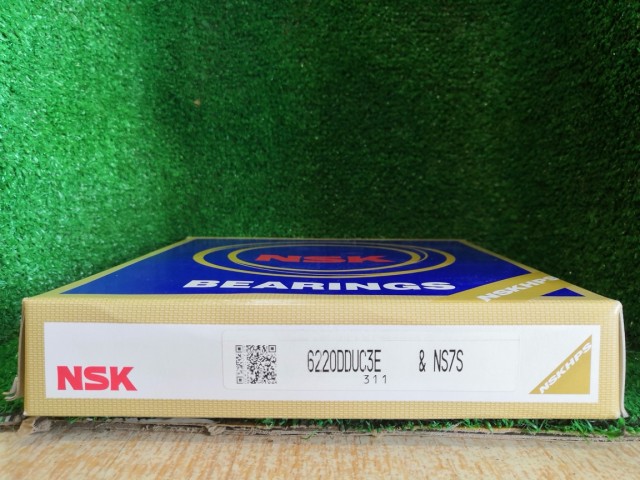 NSK
BEARINGS
NSKHPS
NSK
6220DDUC3E & NS7S
311
NSKHPS